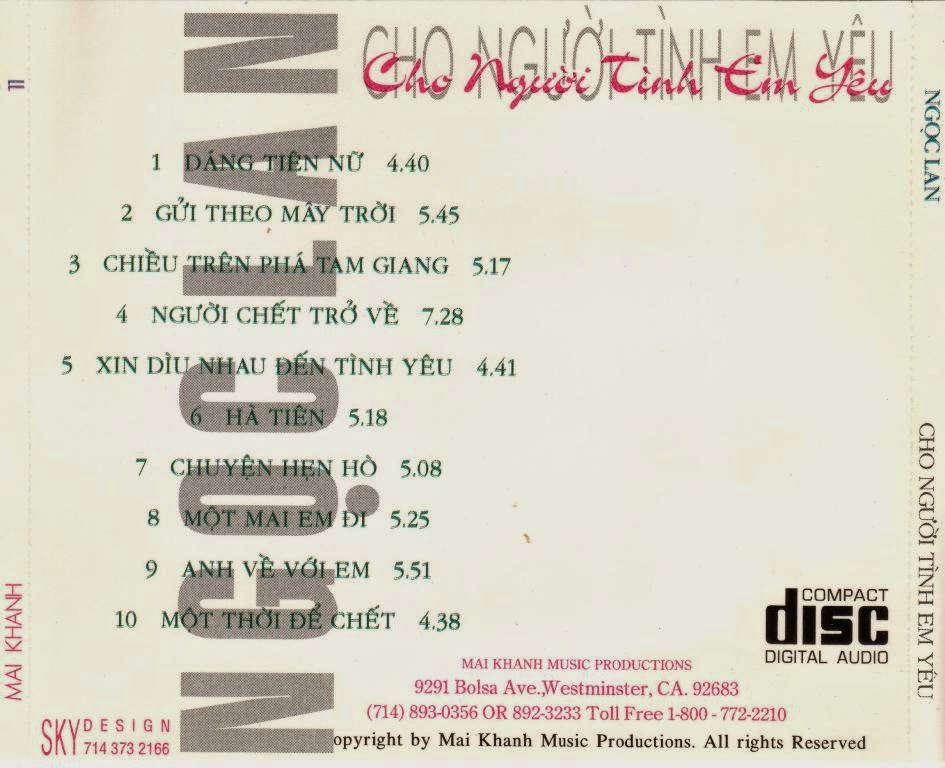 CHO NGƯỜI TÌNH EM YÊU
Cho Người Tình Em Yêu
NGỌC LAN
1 DÁNG TIÊN NỮ 4.40
2 GỬI THEO MÂY TRỜI 5.45
3 CHIỀU TRÊN PHÁ TAM GIANG 5.17
4 NGƯỜI CHẾT TRỞ VỀ 7.28
5 XIN DÌU NHAU ĐẾN TÌNH YÊU 4.41
6 HÀ TIÊN 5.18
7 CHUYỆN HẸN HÒ 5.08
8 MỘT MAI EM ĐI 5.25
9 ANH VỀ VỚI EM 5.51
10 MỘT THỜI ĐỂ CHẾT 4.38
COMPACT
disc
DIGITAL AUDIO
MAI KHANH MUSIC PRODUCTIONS
9291 Bolsa Ave.,Westminster, CA. 92683
(714) 893-0356 OR 892-3233 Toll Free 1-800-772-2210
opyright by Mai Khanh Music Productions. All rights Reserved
SKY DESIGN
714 373 2166
11
MAI KHANH
NGỌC LAN
CHO NGƯỜI TÌNH EM YÊU